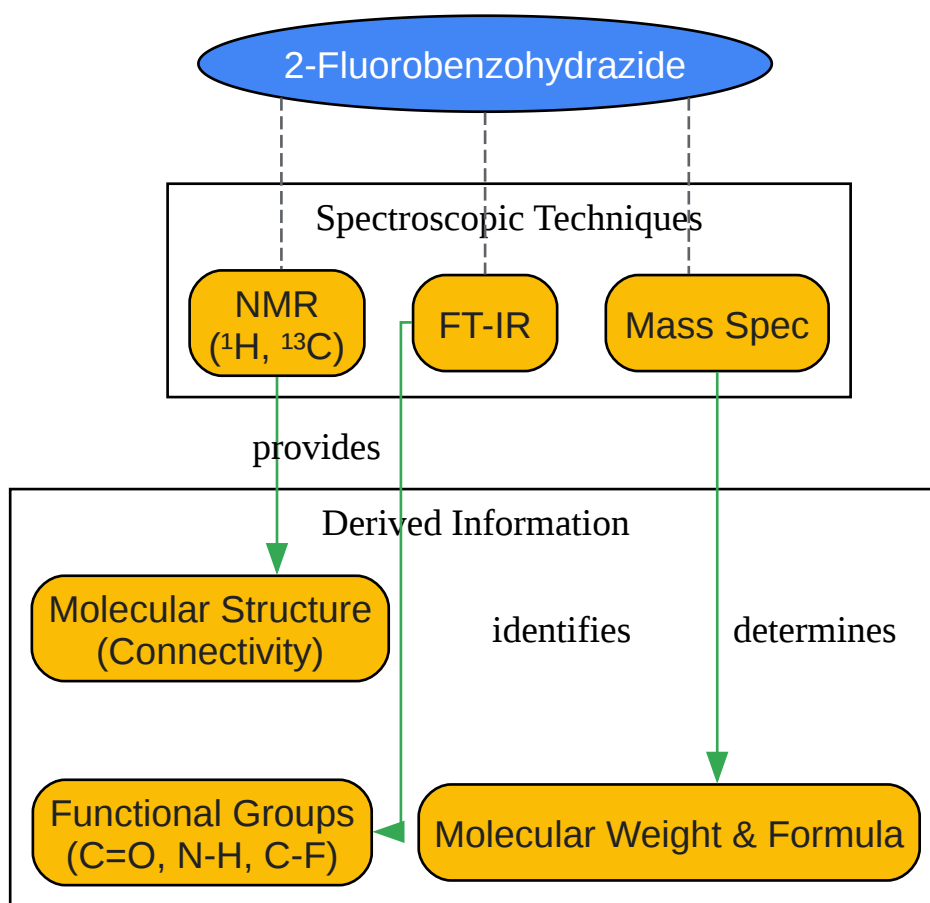 2-Fluorobenzohydrazide
Spectroscopic Techniques
NMR
(¹H, ¹³C)
FT-IR
Mass Spec
provides
Derived Information
Molecular Structure
(Connectivity)
identifies
determines
Functional Groups
(C=O, N-H, C-F)
Molecular Weight & Formula